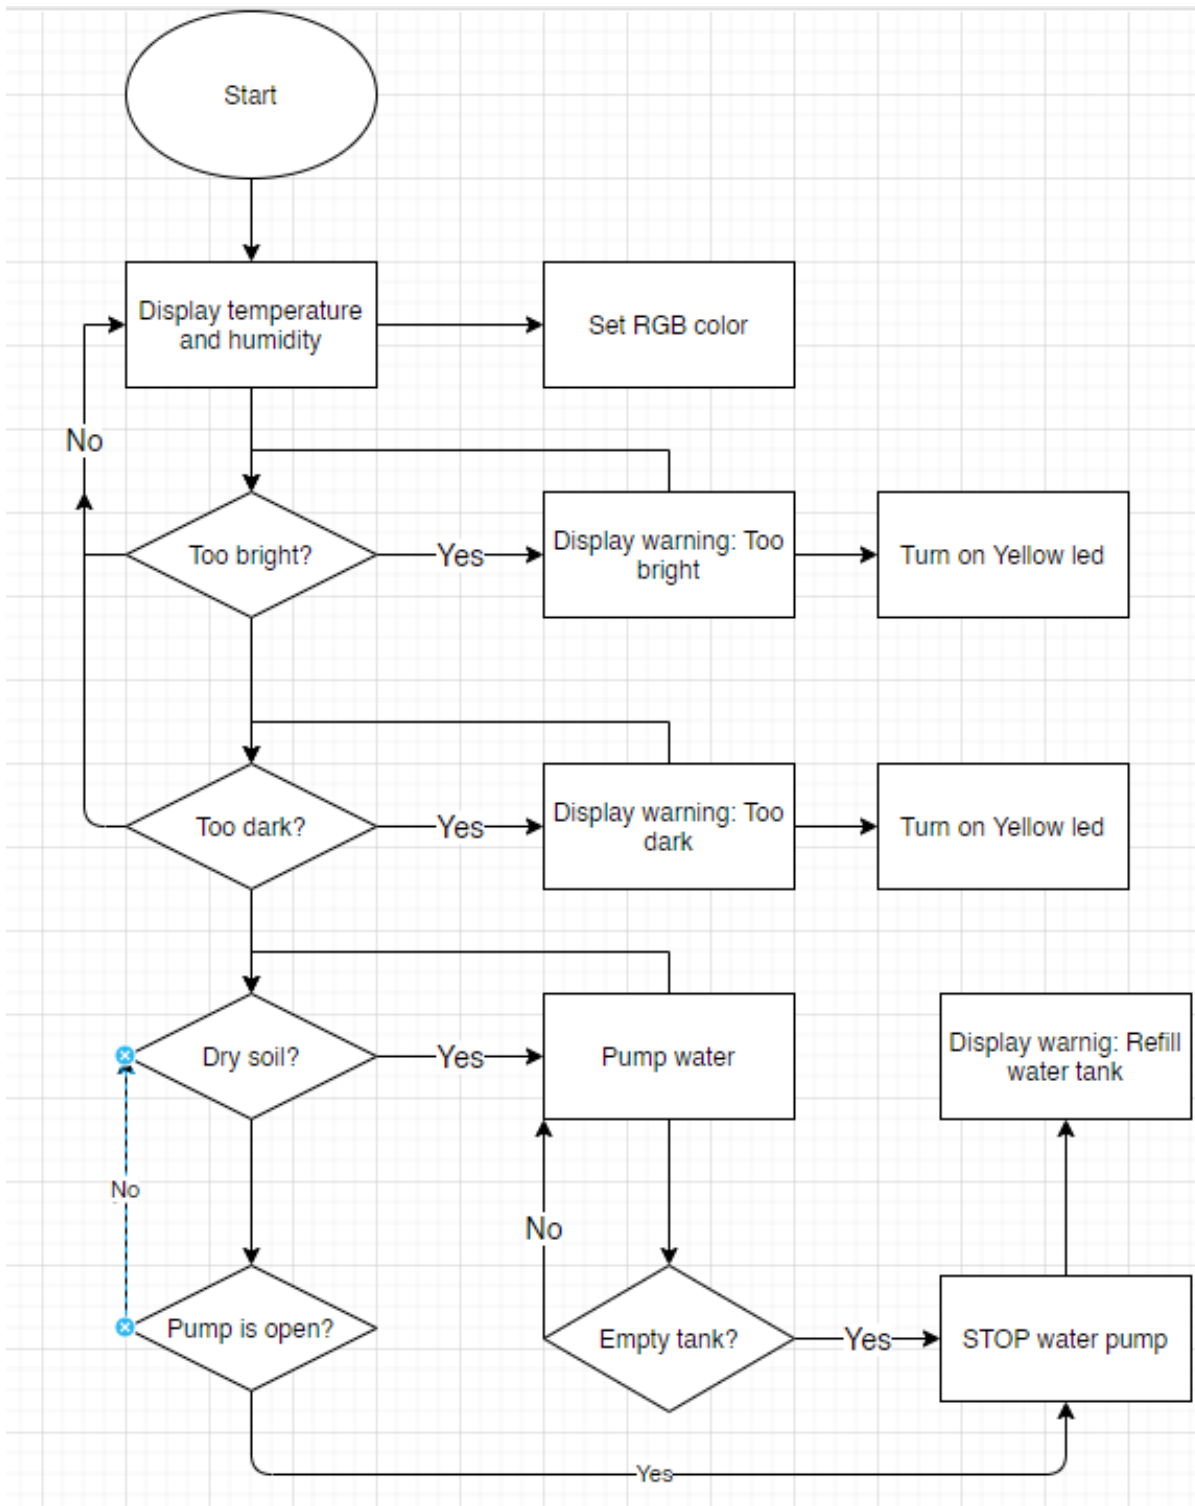 Start
Display temperature
and humidity
Set RGB color
No
Too bright?
Yes
Display warning: Too
bright
Turn on Yellow led
Too dark?
Yes
Display warning: Too
dark
Turn on Yellow led
Dry soil?
Yes
Pump water
Display warnig: Refill
water tank
No
No
Pump is open?
Empty tank?
Yes
STOP water pump
Yes